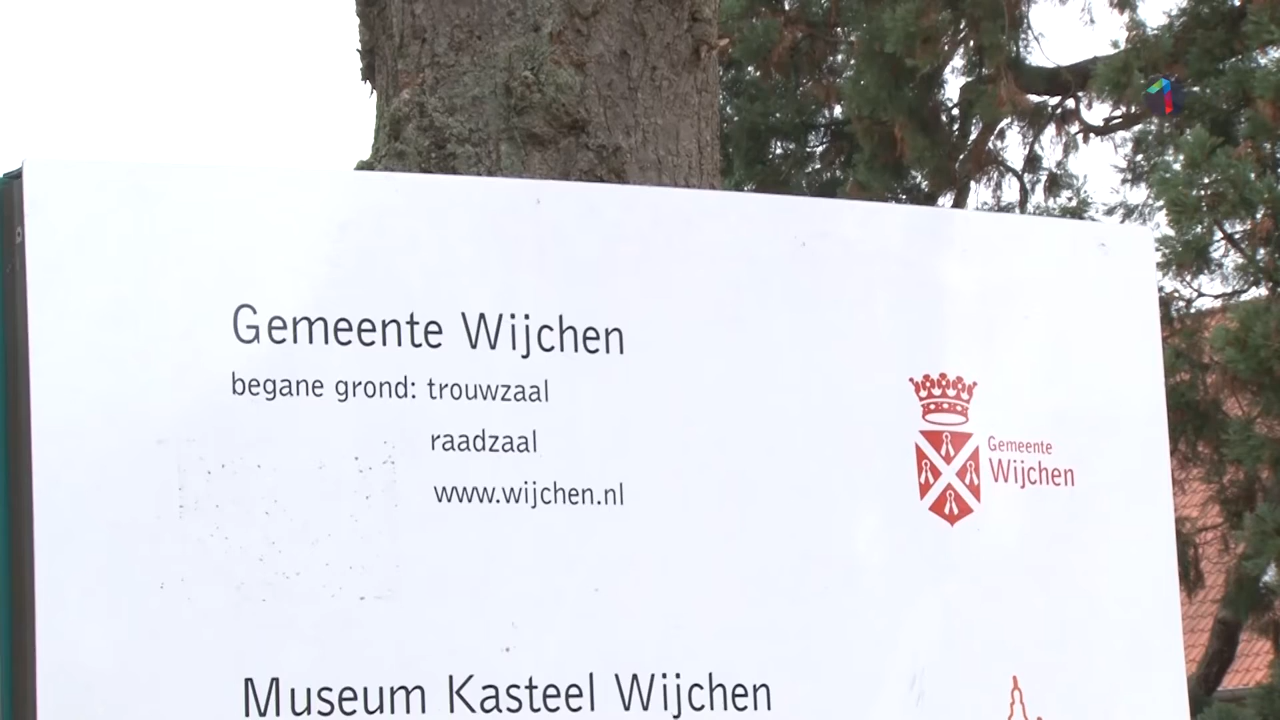 Gemeente Wijchen
begane grond: trouwzaal
raadzaal
www.wijchen.nl
Gemeente
Wijchen
Museum Kasteel Wijchen